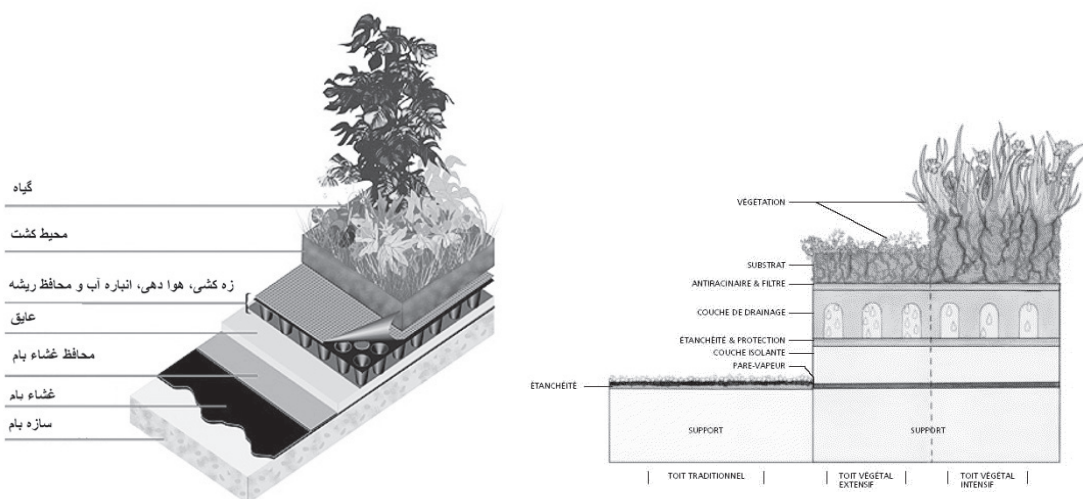 گیاه
محیط کشت
زه کشی، هوا دهی، انباره آب و محافظ ریشه
عایق
محافظ غشاء بام
غشاء بام
سازه بام
VÉGÉTATION
SUBSTRAT
ANTIRACINAIRE & FILTRE
COUCHE DE DRAINAGE
ÉTANCHÉITÉ & PROTECTION
COUCHE ISOLANTE
PARE-VAPEUR
ÉTANCHÉITÉ
SUPPORT
SUPPORT
TOIT TRADITIONNEL
TOIT VÉGÉTAL
EXTENSIF
TOIT VÉGÉTAL
INTENSIF